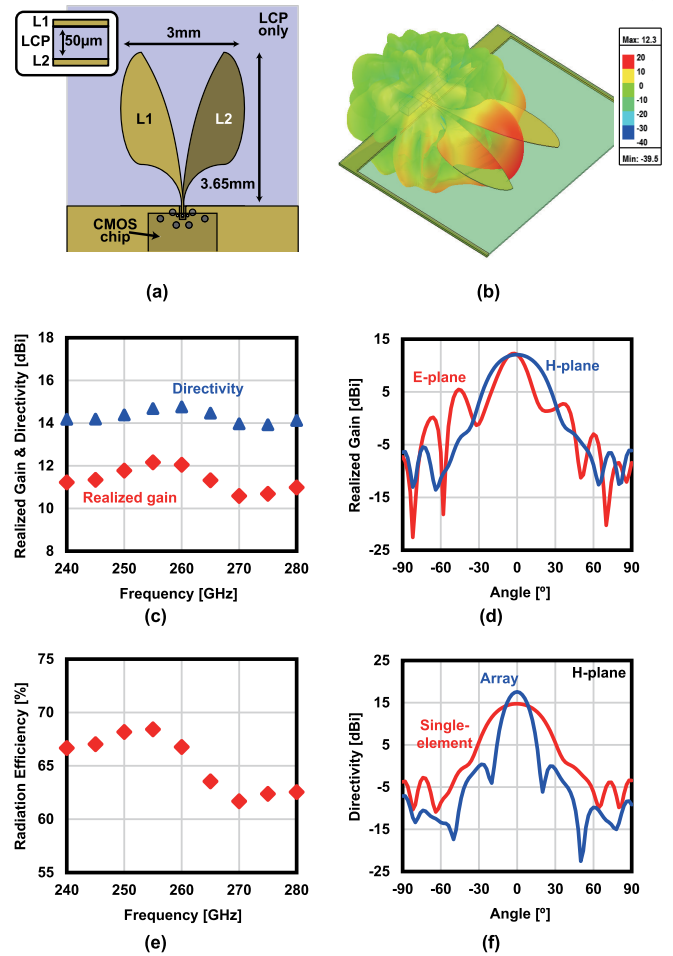 L1
LCP
50µm
L2
3mm
LCP
only
L1
L2
3.65mm
CMOS
chip
(a)
Max: 12.3
20
10
0
-10
-20
-30
-40
Min: -39.5
(b)
Realized Gain & Directivity [dBi]
18
16
14
12
10
8
Directivity
Realized gain
240 250 260 270 280
Frequency [GHz]
(c)
Realized Gain [dBi]
15
5
-5
-15
-25
E-plane
H-plane
-90 -60 -30 0 30 60 90
Angle [º]
(d)
Radiation Efficiency [%]
75
70
65
60
55
240 250 260 270 280
Frequency [GHz]
(e)
Directivity [dBi]
25
15
5
-5
-15
-25
H-plane
Array
Single-
element
-90 -60 -30 0 30 60 90
Angle [º]
(f)